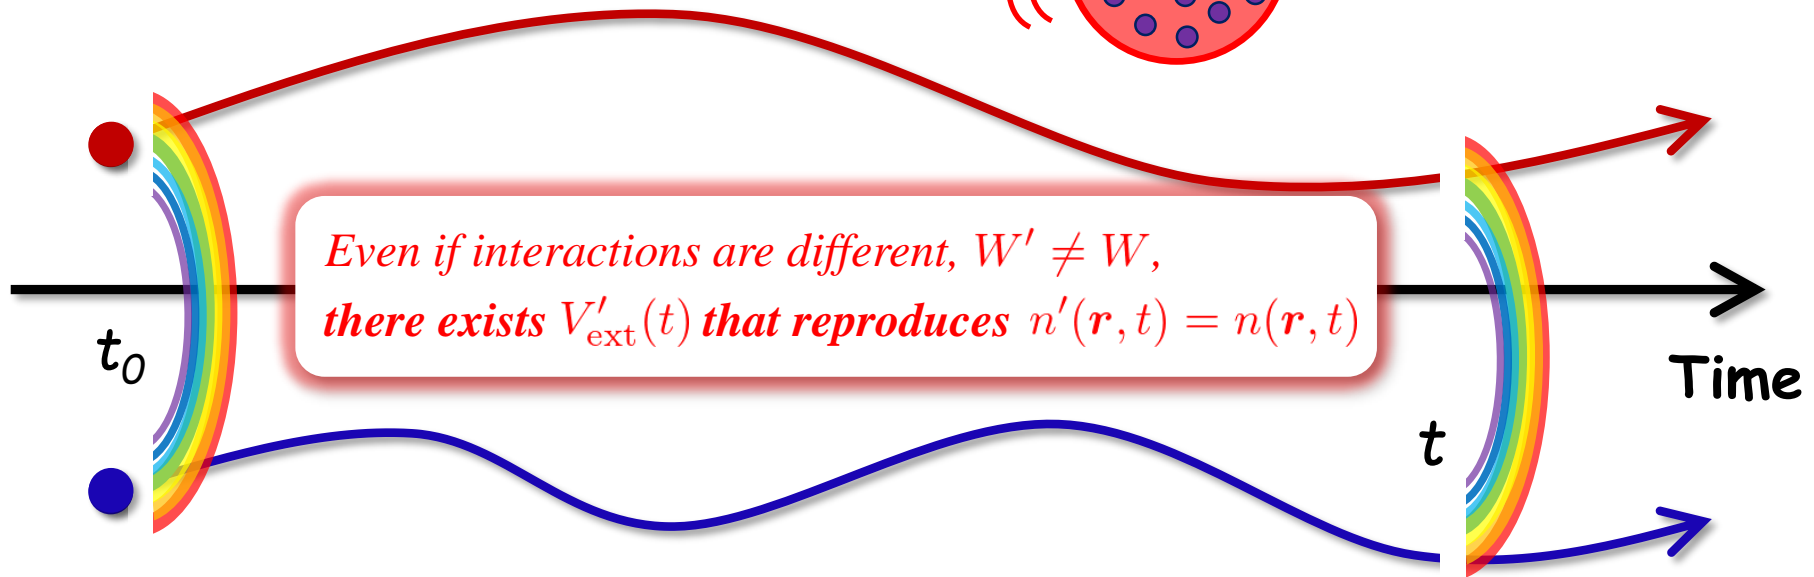 Even if interactions are different, W′ ≠ W,
there exists V′ext(t) that reproduces n′(r, t) = n(r, t)
t0
Time
t